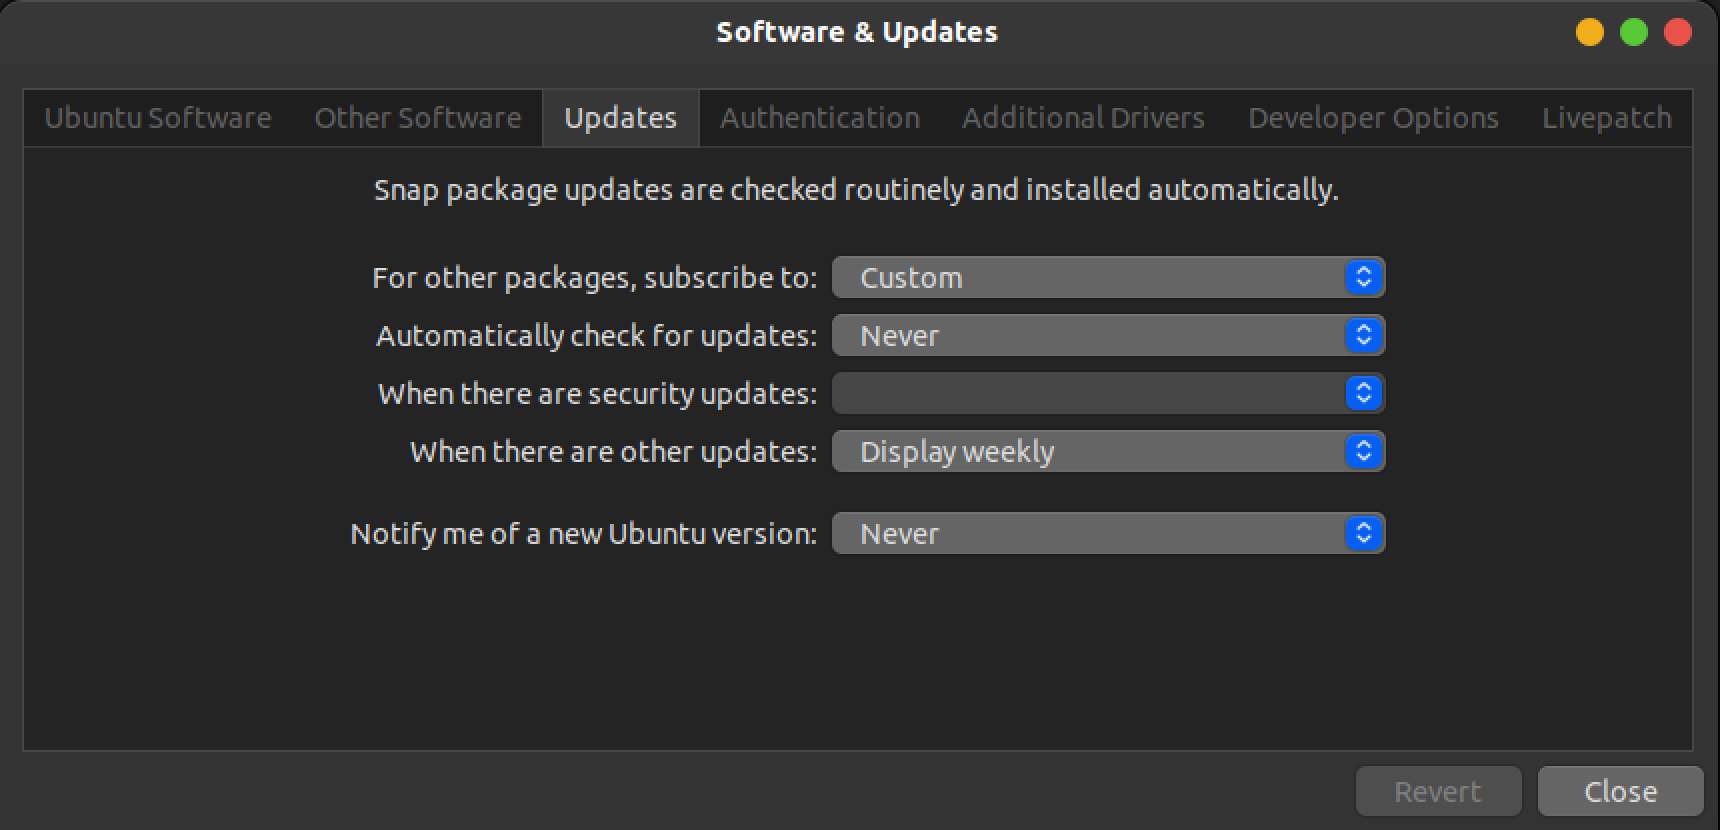 Software & Updates
Ubuntu Software Other Software Updates Authentication Additional Drivers Developer Options Livepatch
Snap package updates are checked routinely and installed automatically.
For other packages, subscribe to: Custom
Automatically check for updates: Never
When there are security updates:
When there are other updates: Display weekly
Notify me of a new Ubuntu version: Never
Revert Close